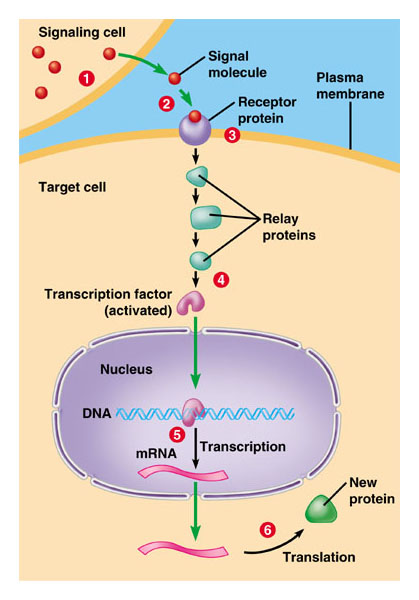 Signaling cell
1
Signal
molecule
2
Receptor
protein
3
Plasma
membrane
Target cell
Relay
proteins
4
Transcription factor
(activated)
Nucleus
DNA
5
Transcription
mRNA
New
protein
6
Translation